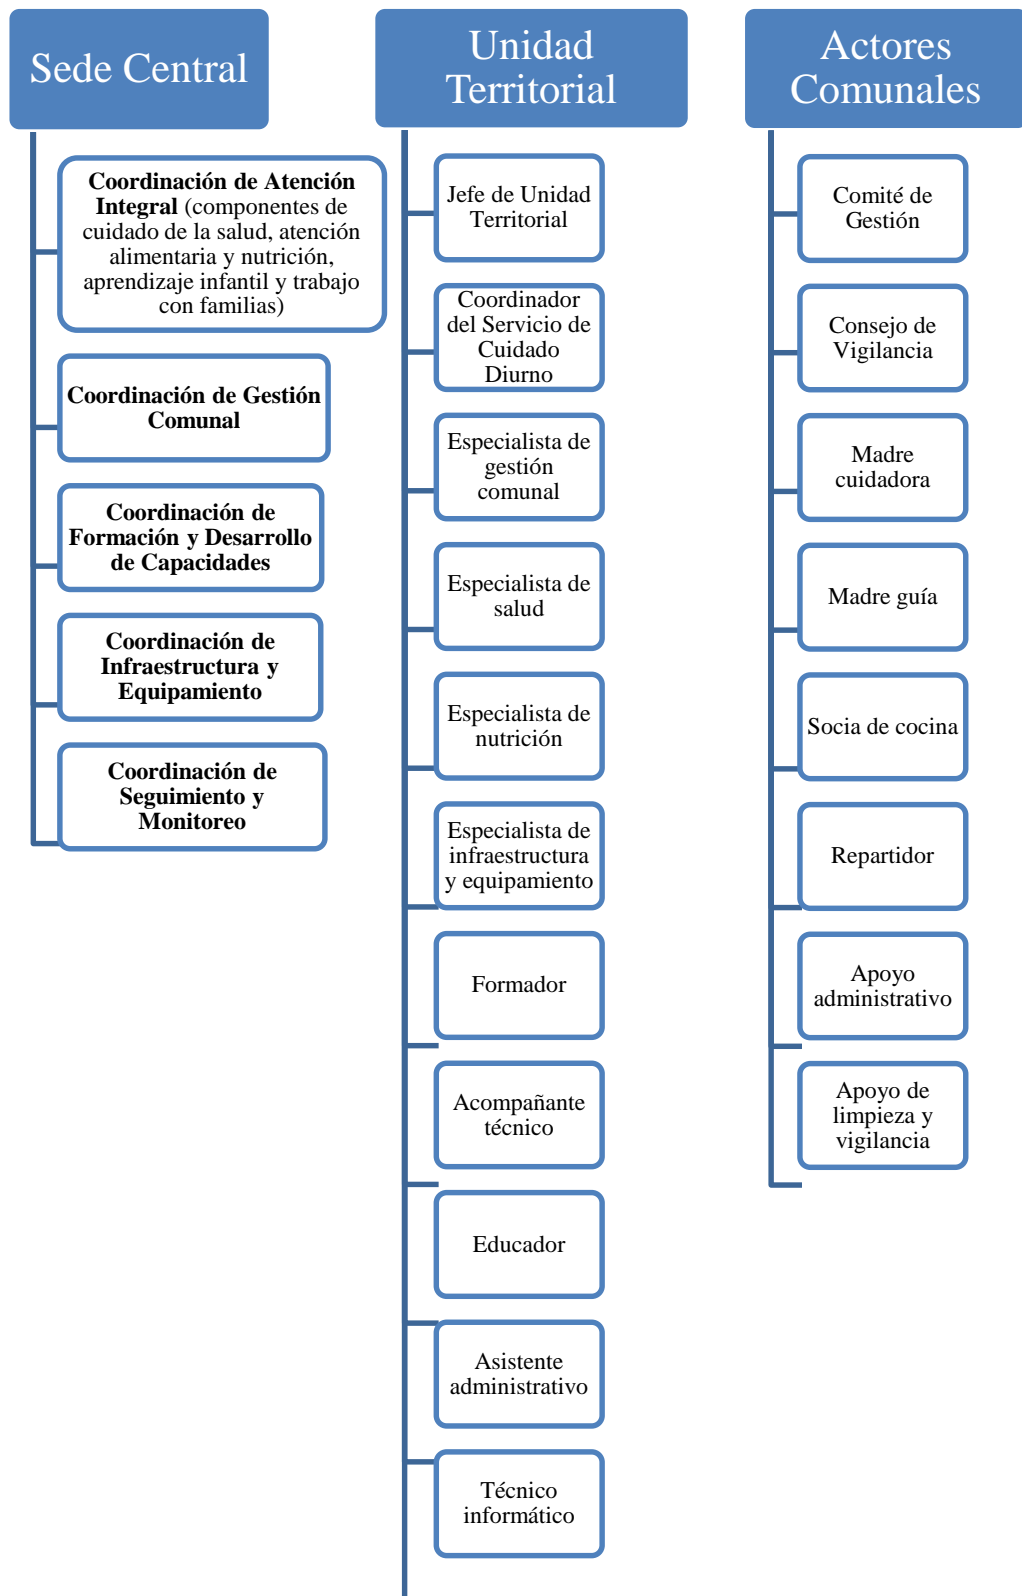 Sede Central
Coordinación de Atención
Integral (componentes de
cuidado de la salud, atención
alimentaria y nutrición,
aprendizaje infantil y trabajo
con familias)
Coordinación de Gestión
Comunal
Coordinación de
Formación y Desarrollo
de Capacidades
Coordinación de
Infraestructura y
Equipamiento
Coordinación de
Seguimiento y
Monitoreo
Unidad
Territorial
Jefe de Unidad
Territorial
Coordinador
del Servicio de
Cuidado
Diurno
Especialista de
gestión
comunal
Especialista de
salud
Especialista de
nutrición
Especialista de
infraestructura
y equipamiento
Formador
Acompañante
técnico
Educador
Asistente
administrativo
Técnico
informático
Actores
Comunales
Comité de
Gestión
Consejo de
Vigilancia
Madre
cuidadora
Madre guía
Socia de cocina
Repartidor
Apoyo
administrativo
Apoyo de
limpieza y
vigilancia